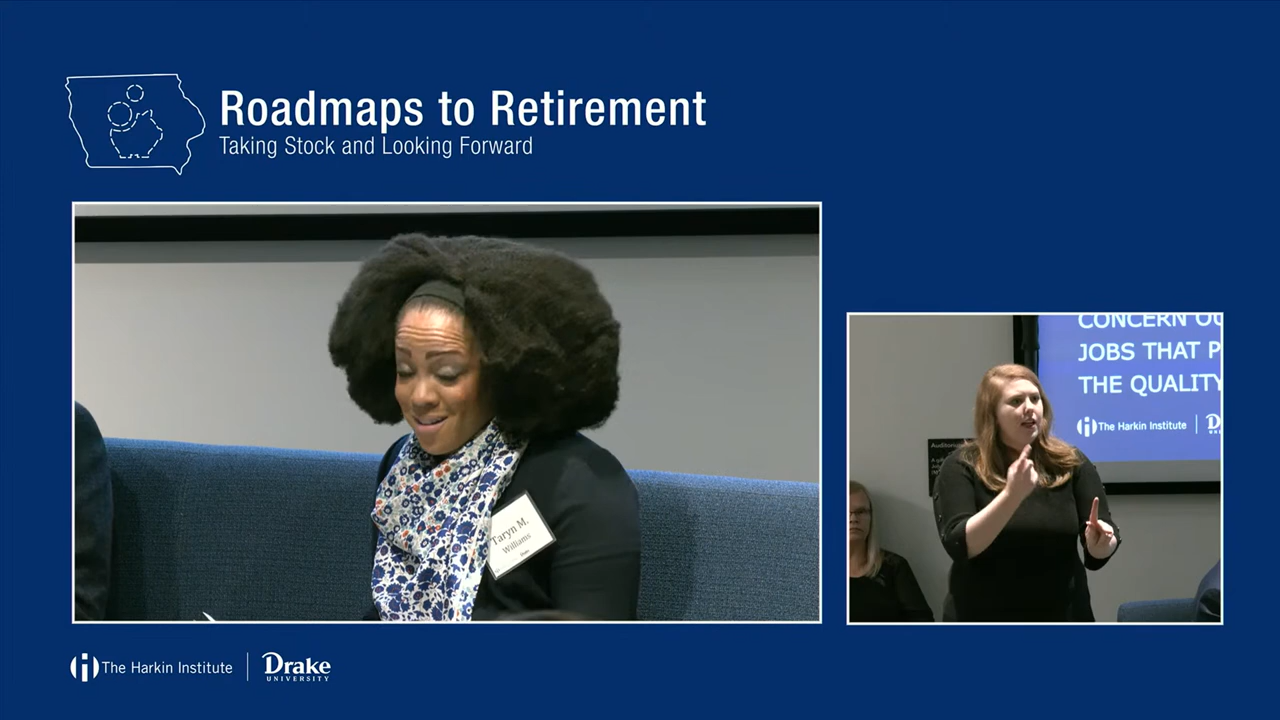 Roadmaps to Retirement
Taking Stock and Looking Forward
Taryn M.
Williams
CONCERN OU
JOBS THAT P
THE QUALITY
The Harkin Institute
The Harkin Institute
Drake
UNIVERSITY